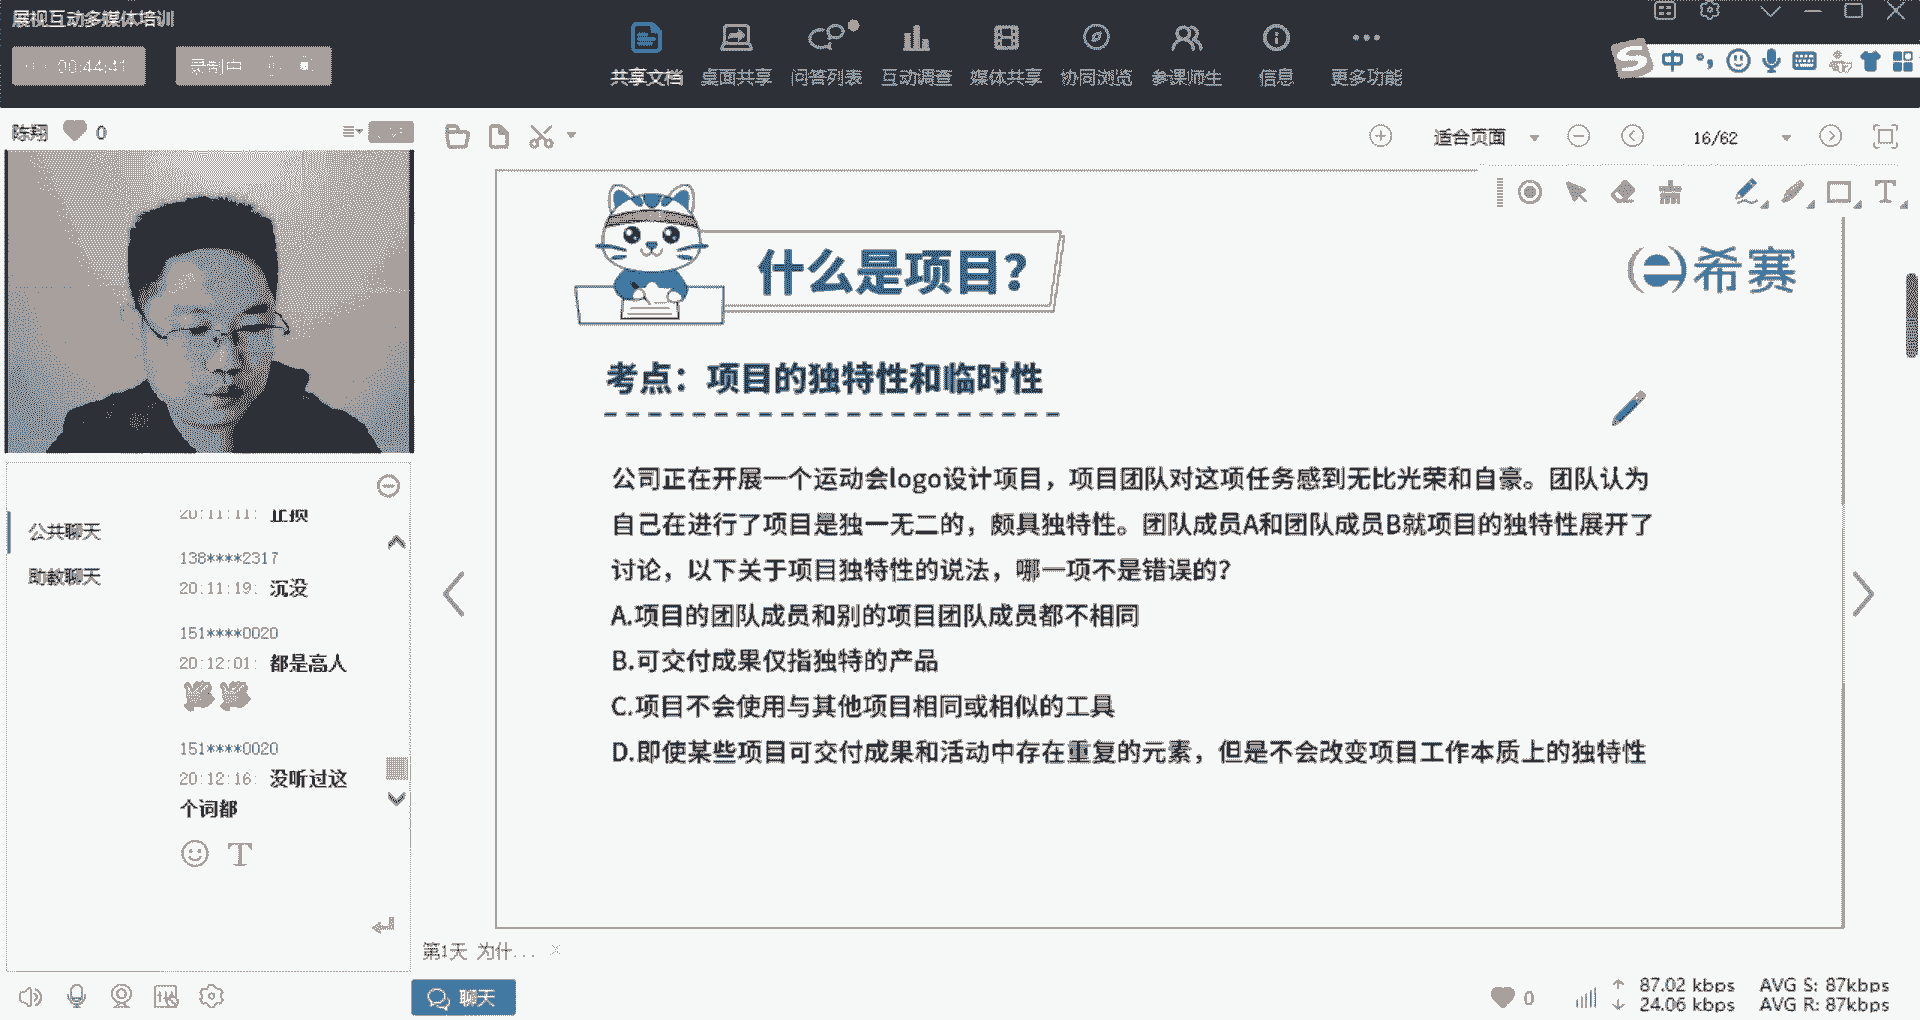 展视互动多媒体培训
00:44:41
录制中
共享文档
桌面共享
问答列表
互动调查
媒体共享
协同浏览
参课师生
信息
更多功能
中
陈翔
0
适合页面
16/62
什么是项目?
希赛
考点：项目的独特性和临时性
公司正在开展一个运动会logo设计项目，项目团队对这项任务感到无比光荣和自豪。团队认为
自己在进行了项目是独一无二的，颇具独特性。团队成员A和团队成员B就项目的独特性展开了
讨论，以下关于项目独特性的说法，哪一项不是错误的?
A.项目的团队成员和别的项目团队成员都不相同
B.可交付成果仅指独特的产品
C.项目不会使用与其他项目相同或相似的工具
D.即使某些项目可交付成果和活动中存在重复的元素，但是不会改变项目工作本质上的独特性
公共聊天
助教聊天
20:11:11:
138****2317
20:11:19: 沉没
151****0020
20:12:01: 都是高人
151****0020
20:12:16: 没听过这
个词都
第1天 为什...
聊天
0
87.02 kbps AVG S: 87kbps
24.06 kbps AVG R: 87kbps